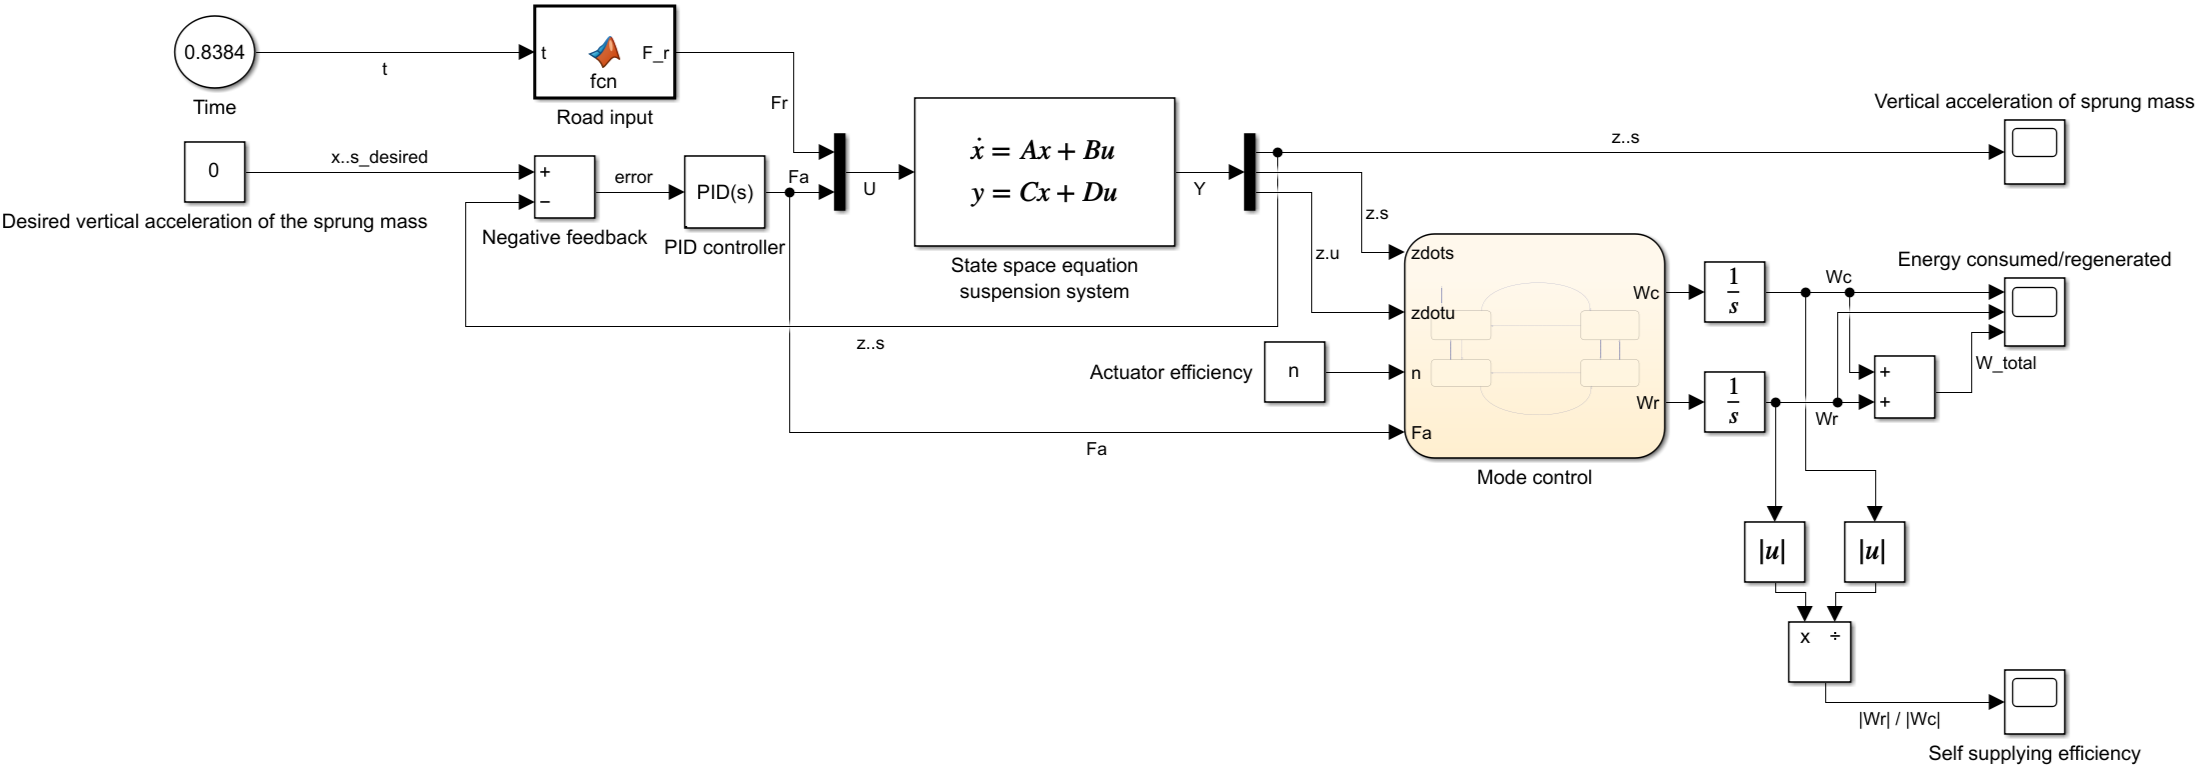 0.8384
Time
t
t
F_r
fcn
Road input
Fr
0
x..s_desired
Desired vertical acceleration of the sprung mass
+
−
Negative feedback
error
PID(s)
PID controller
Fa
U
ẋ = Ax + Bu
y = Cx + Du
State space equation
suspension system
Y
z..s
Vertical acceleration of sprung mass
z.s
z.u
z..s
Actuator efficiency
n
Fa
zdots
zdotu
n
Fa
Wc
Wr
Mode control
1
s
1
s
Wc
Wr
Energy consumed/regenerated
+
+
W_total
|u|
|u|
x ÷
|Wr| / |Wc|
Self supplying efficiency